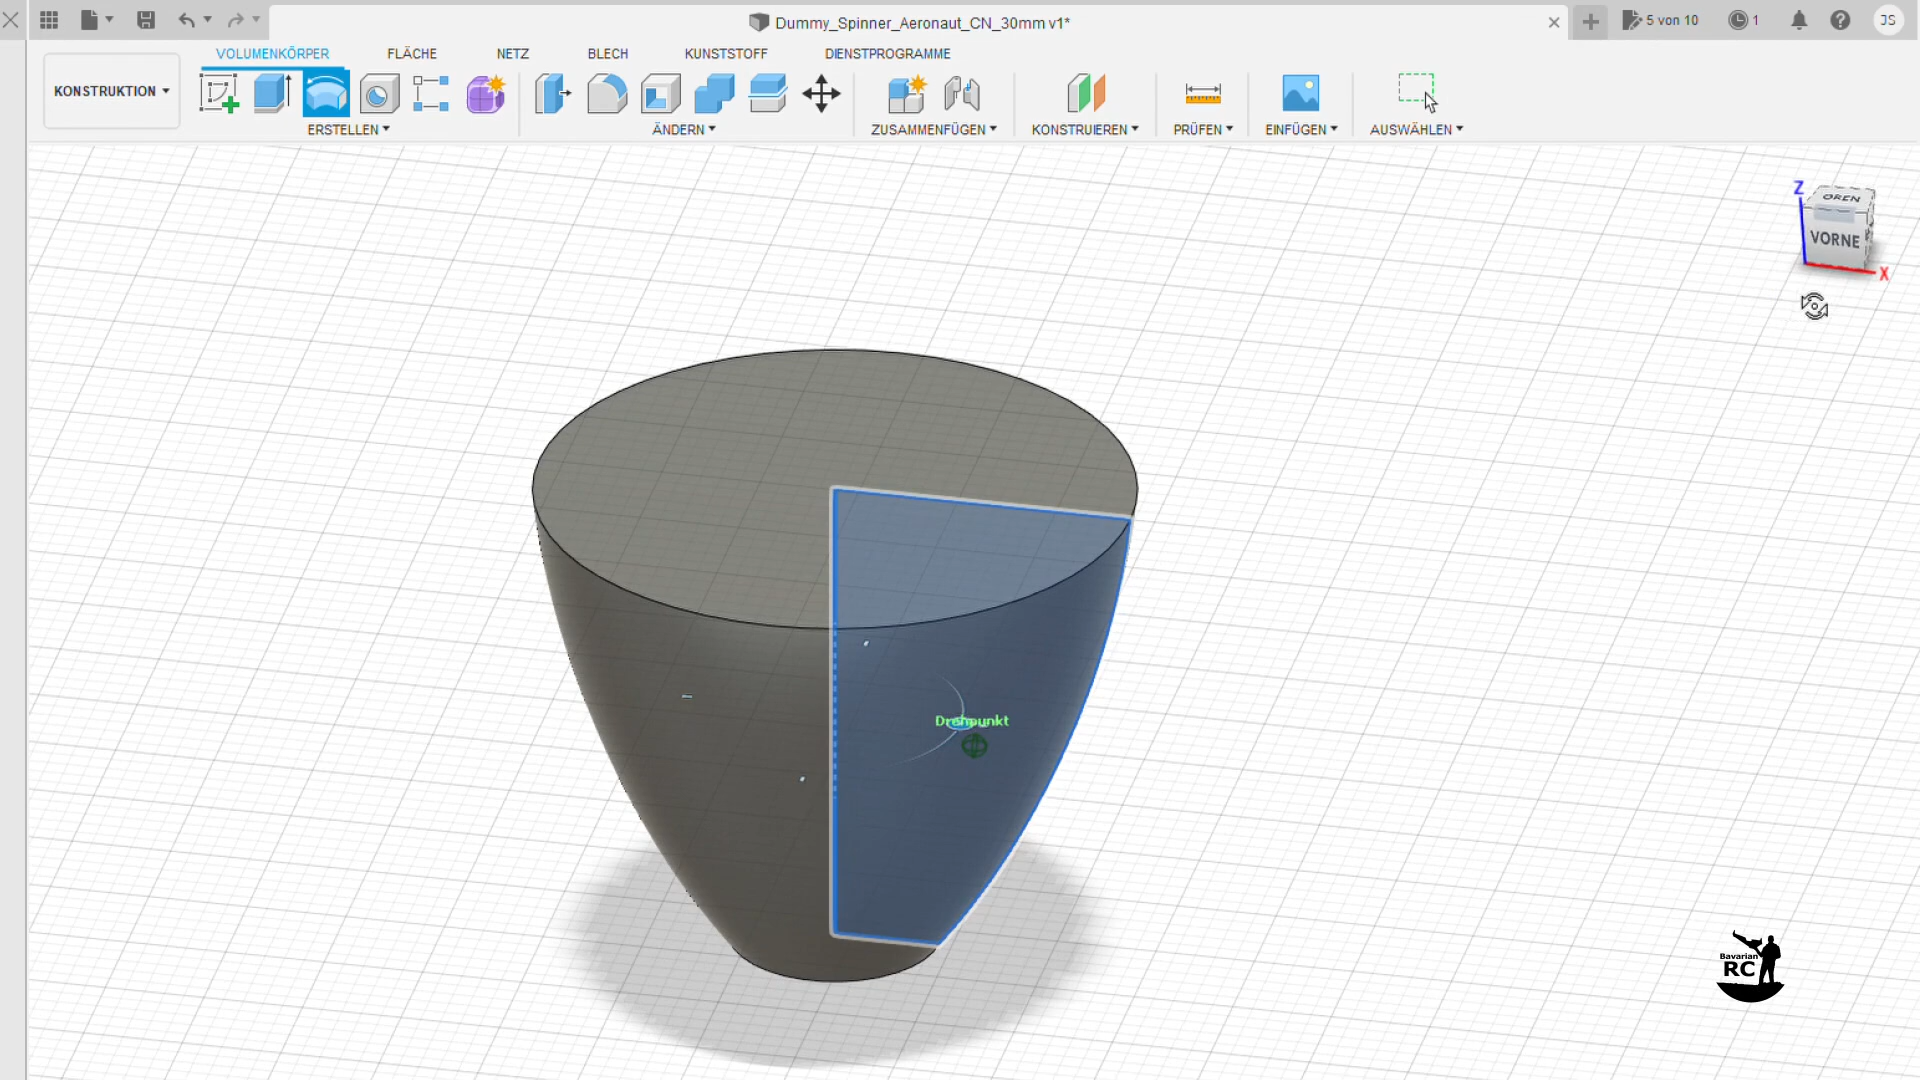 Dummy_Spinner_Aeronaut_CN_30mm v1*
5 von 10
1
JS
KONSTRUKTION
VOLUMENKÖRPER
FLÄCHE
NETZ
BLECH
KUNSTSTOFF
DIENSTPROGRAMME
ERSTELLEN
ÄNDERN
ZUSAMMENFÜGEN
KONSTRUIEREN
PRÜFEN
EINFÜGEN
AUSWÄHLEN
Z
VORNE
X
Drehpunkt
Bavarian
RC